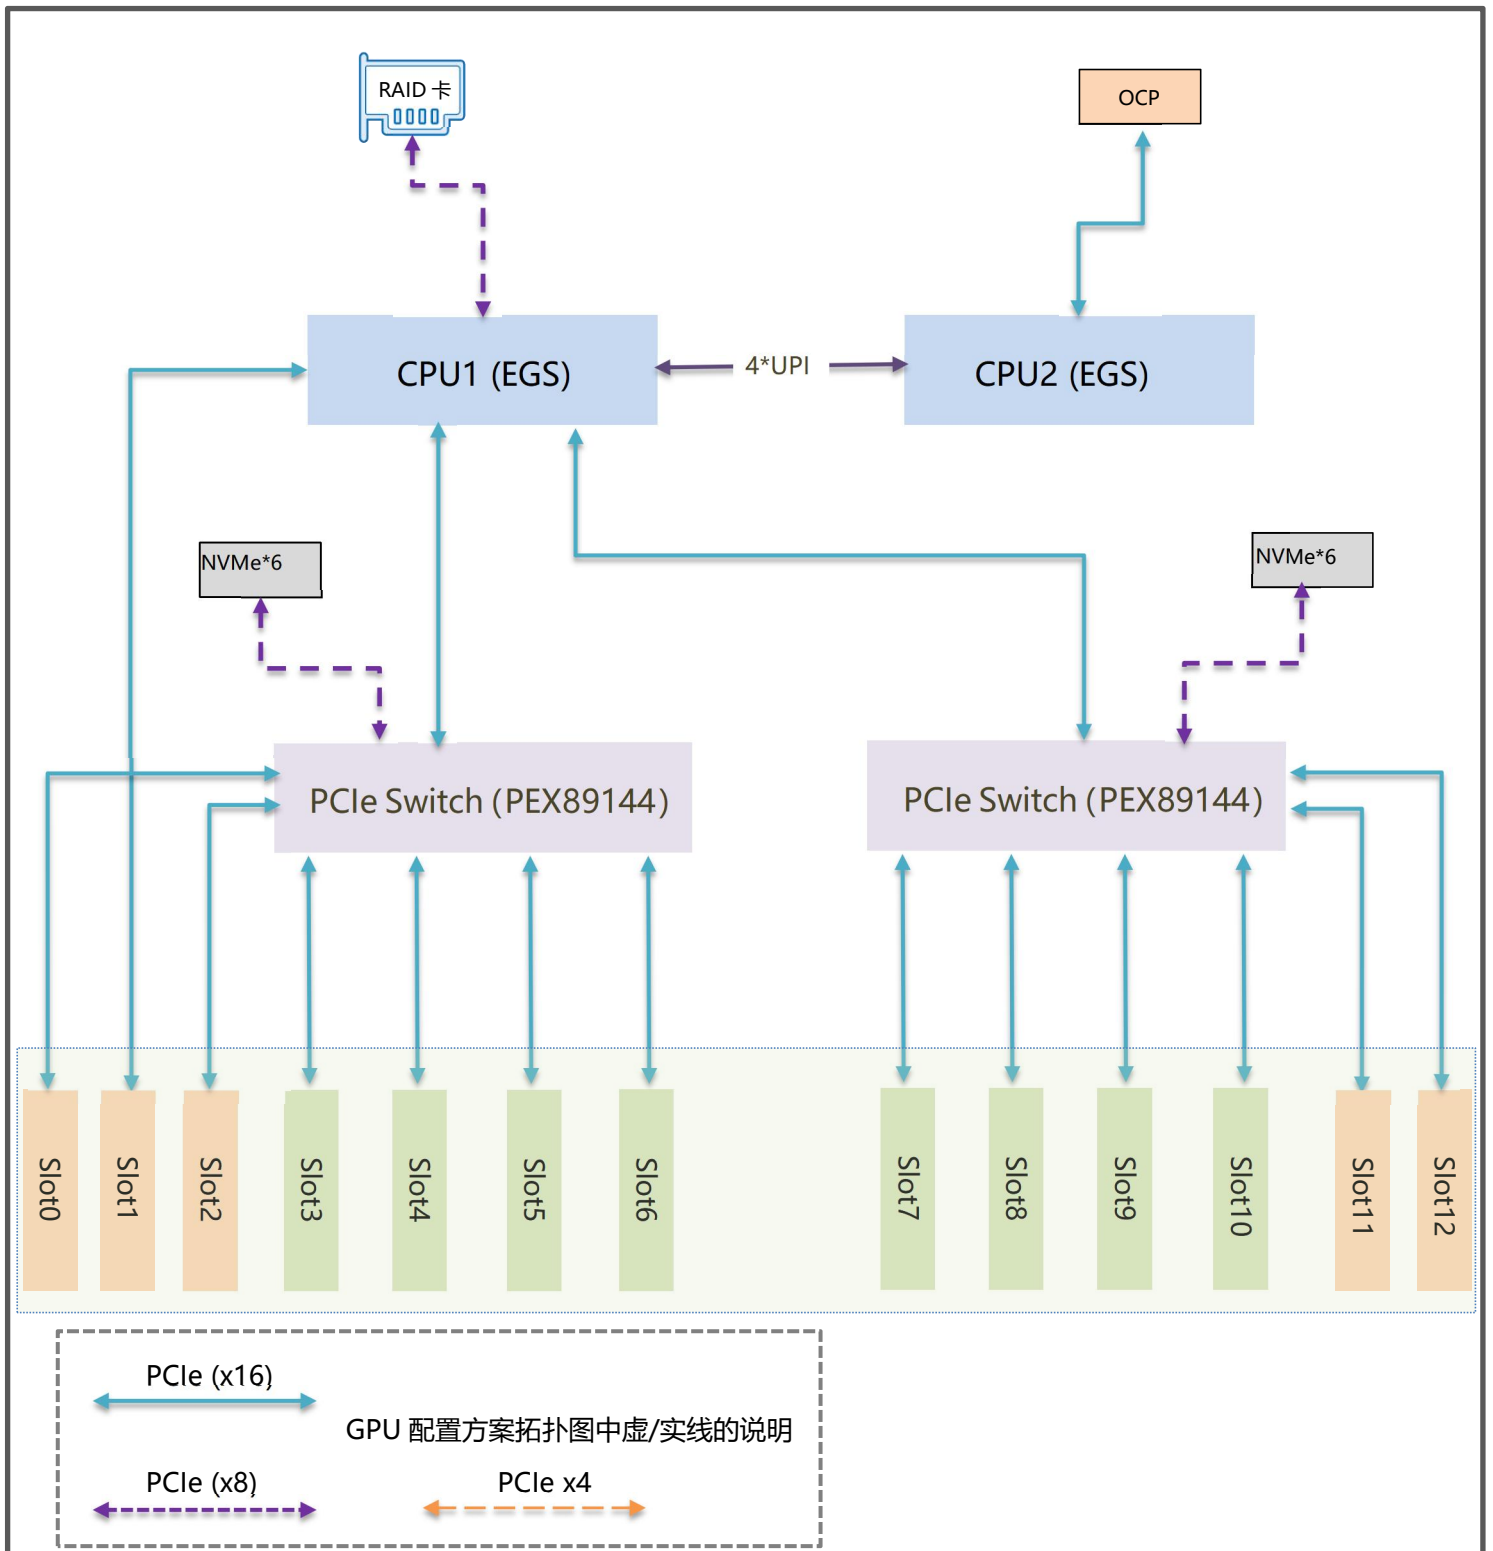 RAID 卡
OCP
CPU1 (EGS)
4*UPI
CPU2 (EGS)
NVMe*6
NVMe*6
PCIe Switch (PEX89144)
PCIe Switch (PEX89144)
Slot0
Slot1
Slot2
Slot3
Slot4
Slot5
Slot6
Slot7
Slot8
Slot9
Slot10
Slot11
Slot12
PCIe (x16)
GPU 配置方案拓扑图中虚/实线的说明
PCIe (x8)
PCIe x4